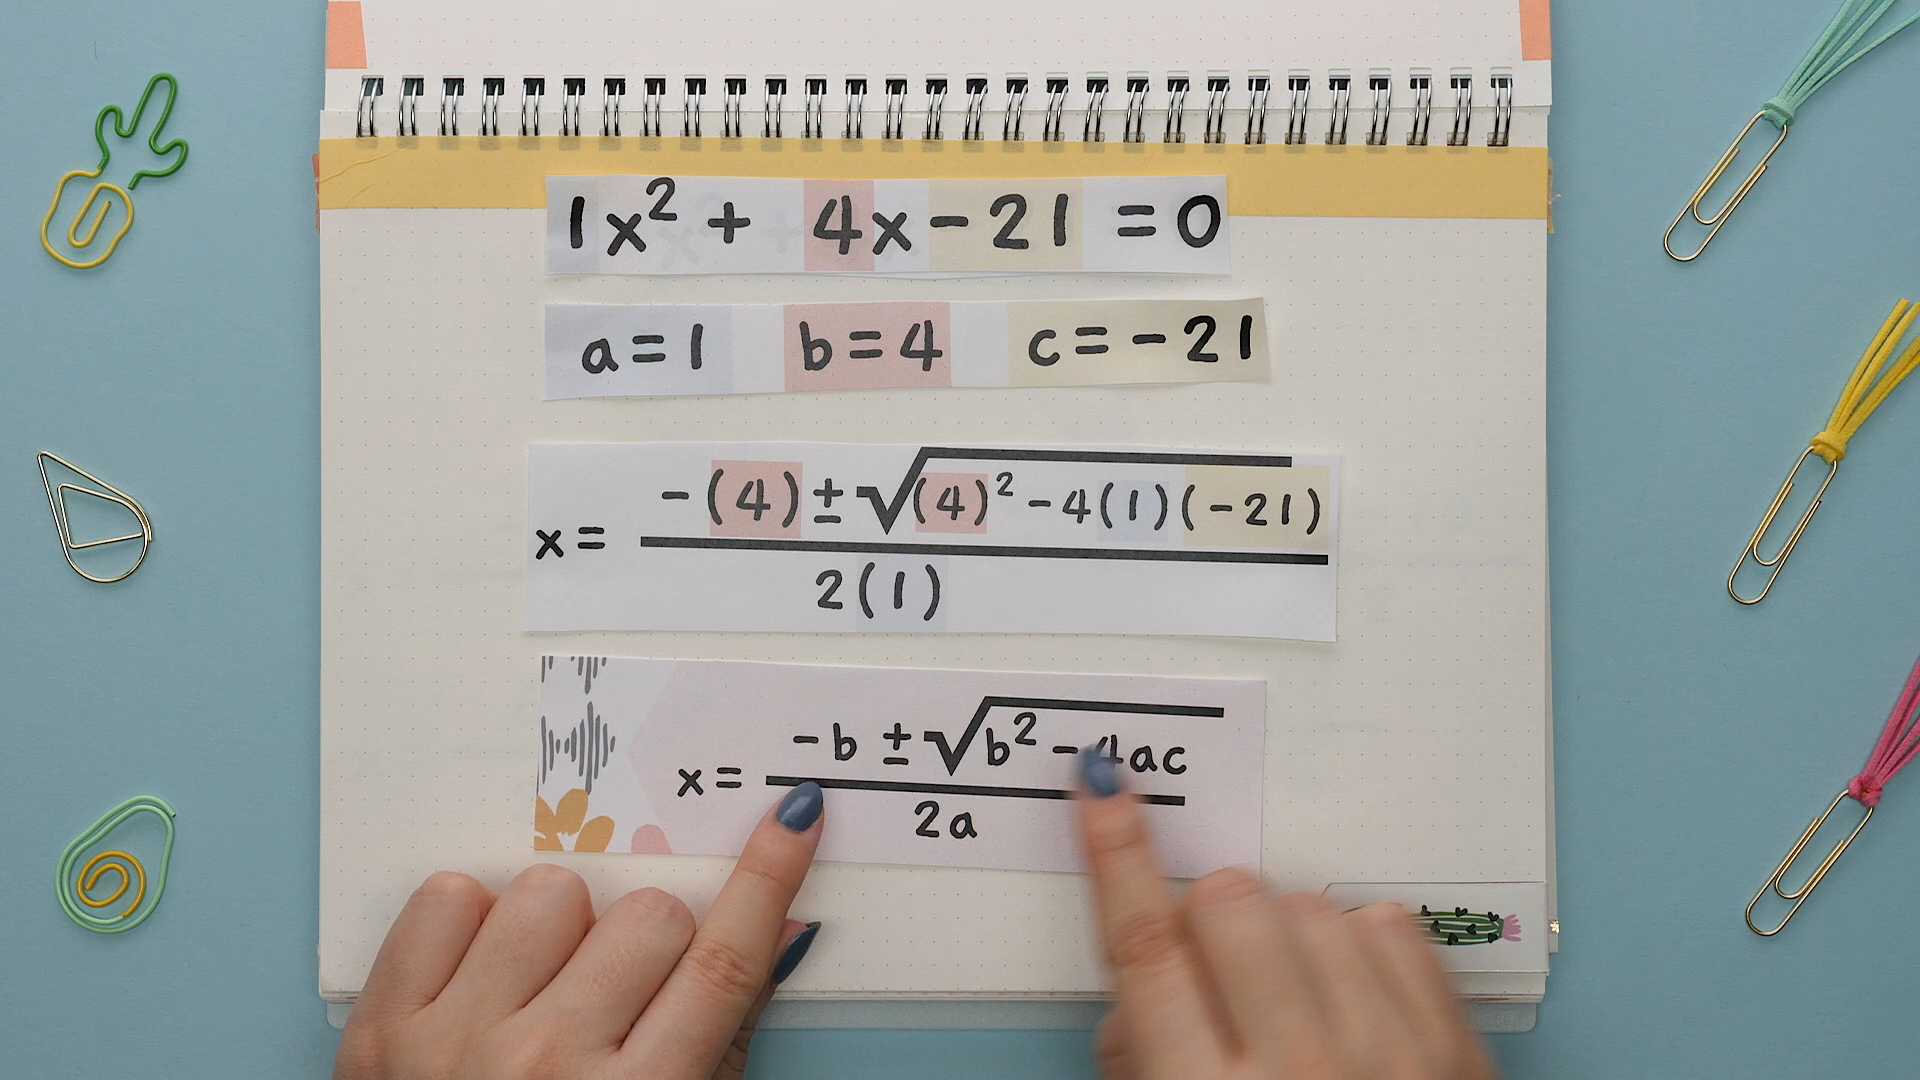 1x² + 4x - 21 = 0
a = 1 b = 4 c = -21
x = -(4) ± √(4)² - 4(1)(-21)
2(1)
x = -b ± √b² - 4ac
2a